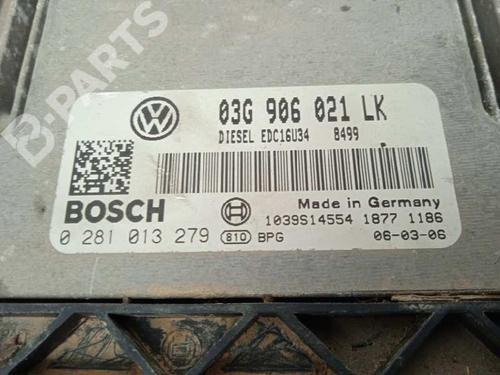 B-PARTS
03G 906 021 LK
DIESEL EDC16U34 8499
BOSCH
Made in Germany
1039S14554 1877 1186
0 281 013 279 810 BPG 06-03-06